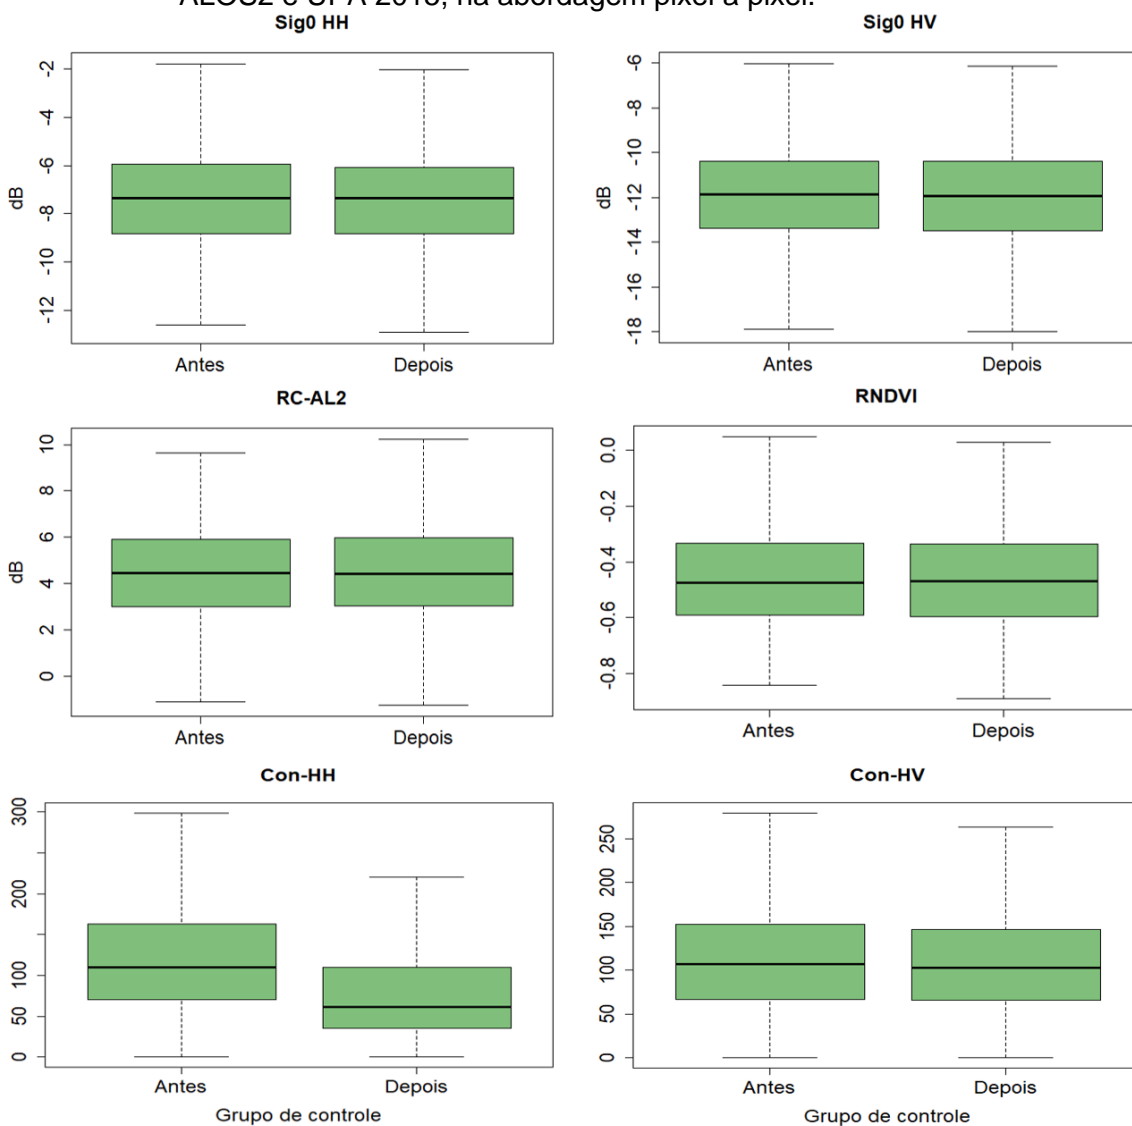 ALOS2 e UPA 2018, na abordagem pixel a pixel.
Sig0 HH
Sig0 HV
dB
-2
-4
-6
-8
-10
-12
Antes
Depois
dB
-6
-8
-10
-12
-14
-16
-18
Antes
Depois
RC-AL2
RNDVI
dB
10
8
6
4
2
0
Antes
Depois
0.0
-0.2
-0.4
-0.6
-0.8
Antes
Depois
Con-HH
Con-HV
300
200
100
50
0
Antes
Depois
Grupo de controle
250
200
150
100
50
0
Antes
Depois
Grupo de controle